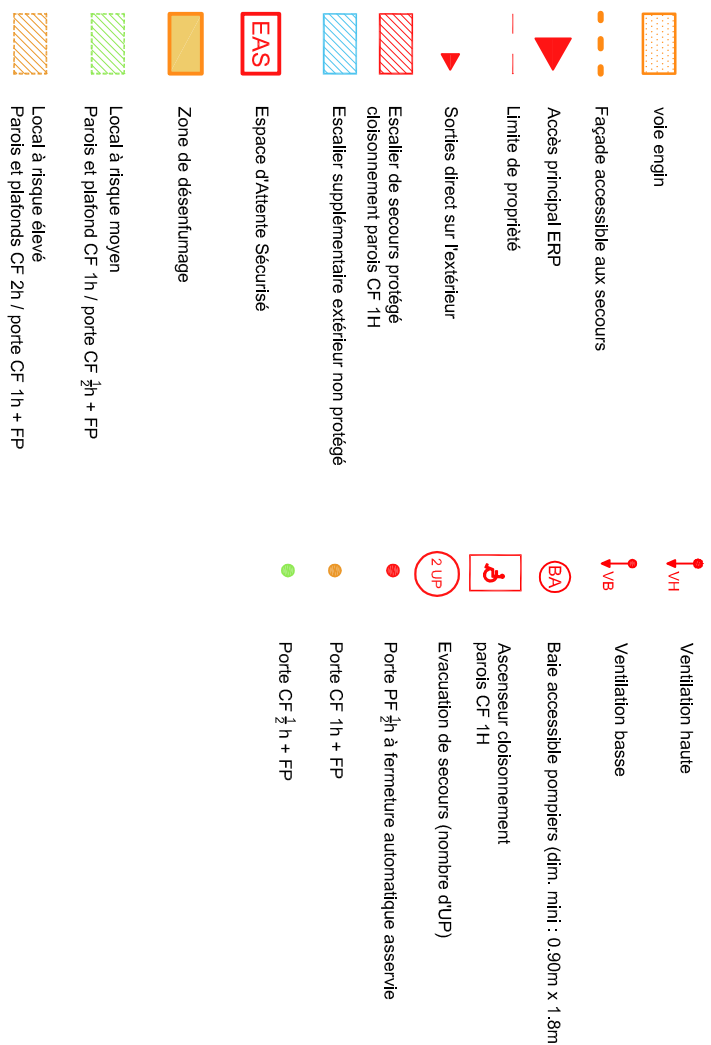 voie engin
Façade accessible aux secours
Accès principal ERP
Limite de proprièté
Sorties direct sur l'extérieur
Escalier de secours protégé
cloisonnement parois CF 1H
Escalier supplémentaire extérieur non protégé
EAS
Espace d'Attente Sécurisé
Zone de désenfumage
Local à risque moyen
Parois et plafond CF 1h / porte CF ½h + FP
Local à risque élevé
Parois et plafonds CF 2h / porte CF 1h + FP
VH
Ventilation haute
VB
Ventilation basse
BA
Baie accessible pompiers (dim. mini : 0.90m x 1.8m
Ascenseur cloisonnement
parois CF 1H
2 UP
Evacuation de secours (nombre d'UP)
Porte PF ½h à fermeture automatique asservie
Porte CF 1h + FP
Porte CF ½ h + FP